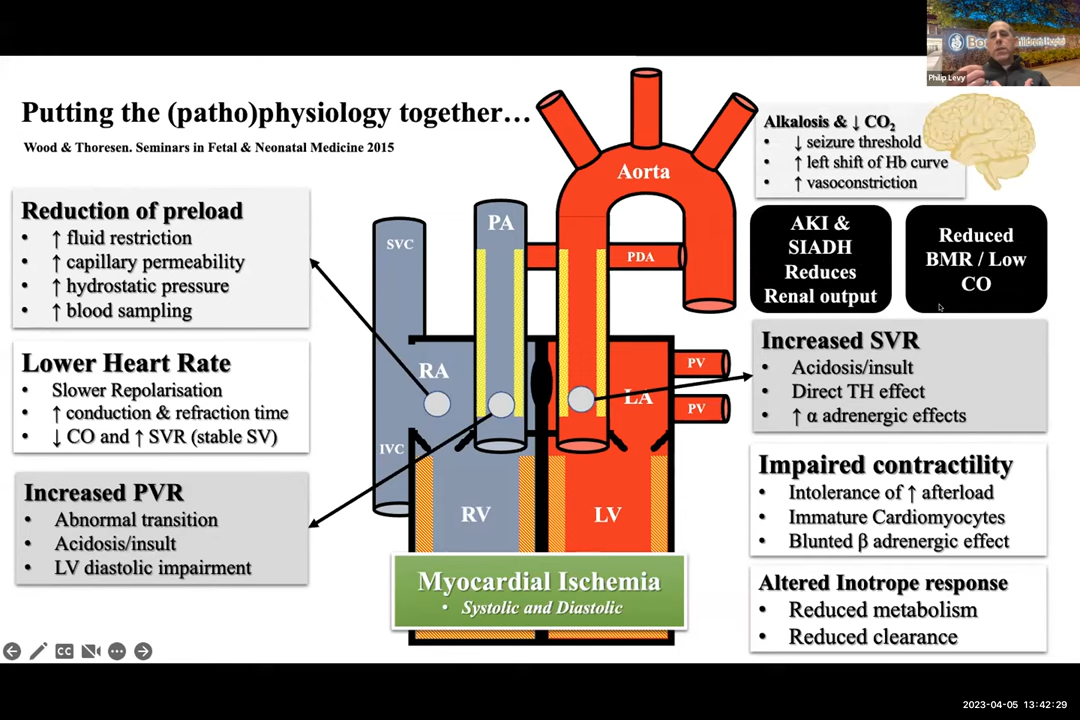 Philip Levy
Putting the (patho)physiology together…
Wood & Thoresen. Seminars in Fetal & Neonatal Medicine 2015
Reduction of preload
• ↑ fluid restriction
• ↑ capillary permeability
• ↑ hydrostatic pressure
• ↑ blood sampling
Lower Heart Rate
• Slower Repolarisation
• ↑ conduction & refraction time
• ↓ CO and ↑ SVR (stable SV)
Increased PVR
• Abnormal transition
• Acidosis/insult
• LV diastolic impairment
SVC
PA
Aorta
PDA
RA
LA
PV
PV
IVC
RV
LV
Myocardial Ischemia
• Systolic and Diastolic
Alkalosis & ↓ CO₂
• ↓ seizure threshold
• ↑ left shift of Hb curve
• ↑ vasoconstriction
AKI &
SIADH
Reduces
Renal output
Reduced
BMR / Low
CO
Increased SVR
• Acidosis/insult
• Direct TH effect
• ↑ α adrenergic effects
Impaired contractility
• Intolerance of ↑ afterload
• Immature Cardiomyocytes
• Blunted β adrenergic effect
Altered Inotrope response
• Reduced metabolism
• Reduced clearance
CC
2023-04-05 13:42:29